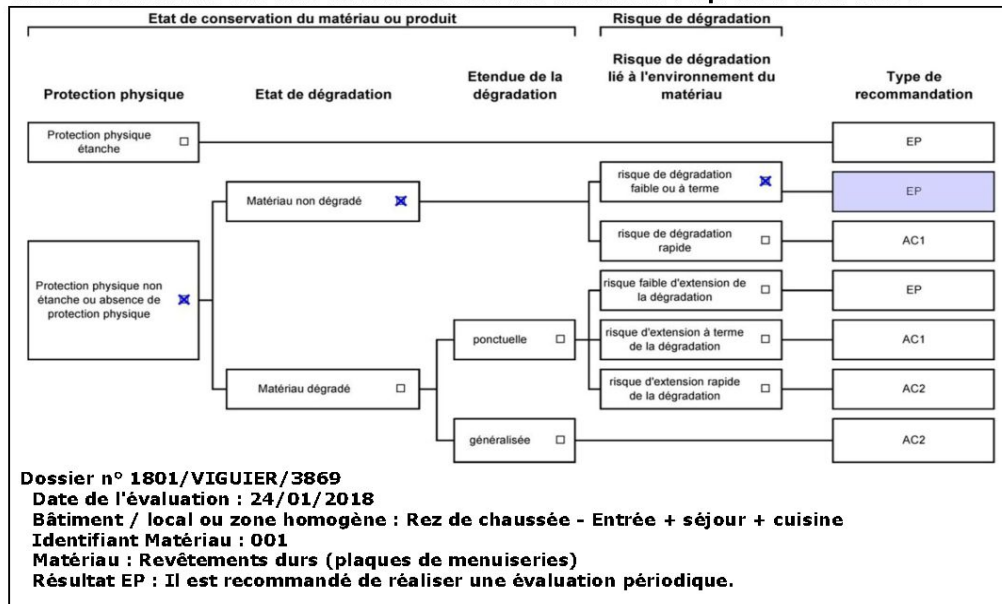 Etat de conservation du matériau ou produit
Risque de dégradation
Protection physique
Etat de dégradation
Etendue de la
dégradation
Risque de dégradation
lié à l'environnement du
matériau
Type de
recommandation
Protection physique
étanche
EP
Protection physique non
étanche ou absence de
protection physique
Matériau non dégradé
risque de dégradation
faible ou à terme
EP
risque de dégradation
rapide
AC1
Matériau dégradé
ponctuelle
risque faible d'extension de
la dégradation
EP
risque d'extension à terme
de la dégradation
AC1
risque d'extension rapide
de la dégradation
AC2
généralisée
AC2
Dossier n° 1801/VIGUIER/3869
Date de l'évaluation : 24/01/2018
Bâtiment / local ou zone homogène : Rez de chaussée - Entrée + séjour + cuisine
Identifiant Matériau : 001
Matériau : Revêtements durs (plaques de menuiseries)
Résultat EP : Il est recommandé de réaliser une évaluation périodique.